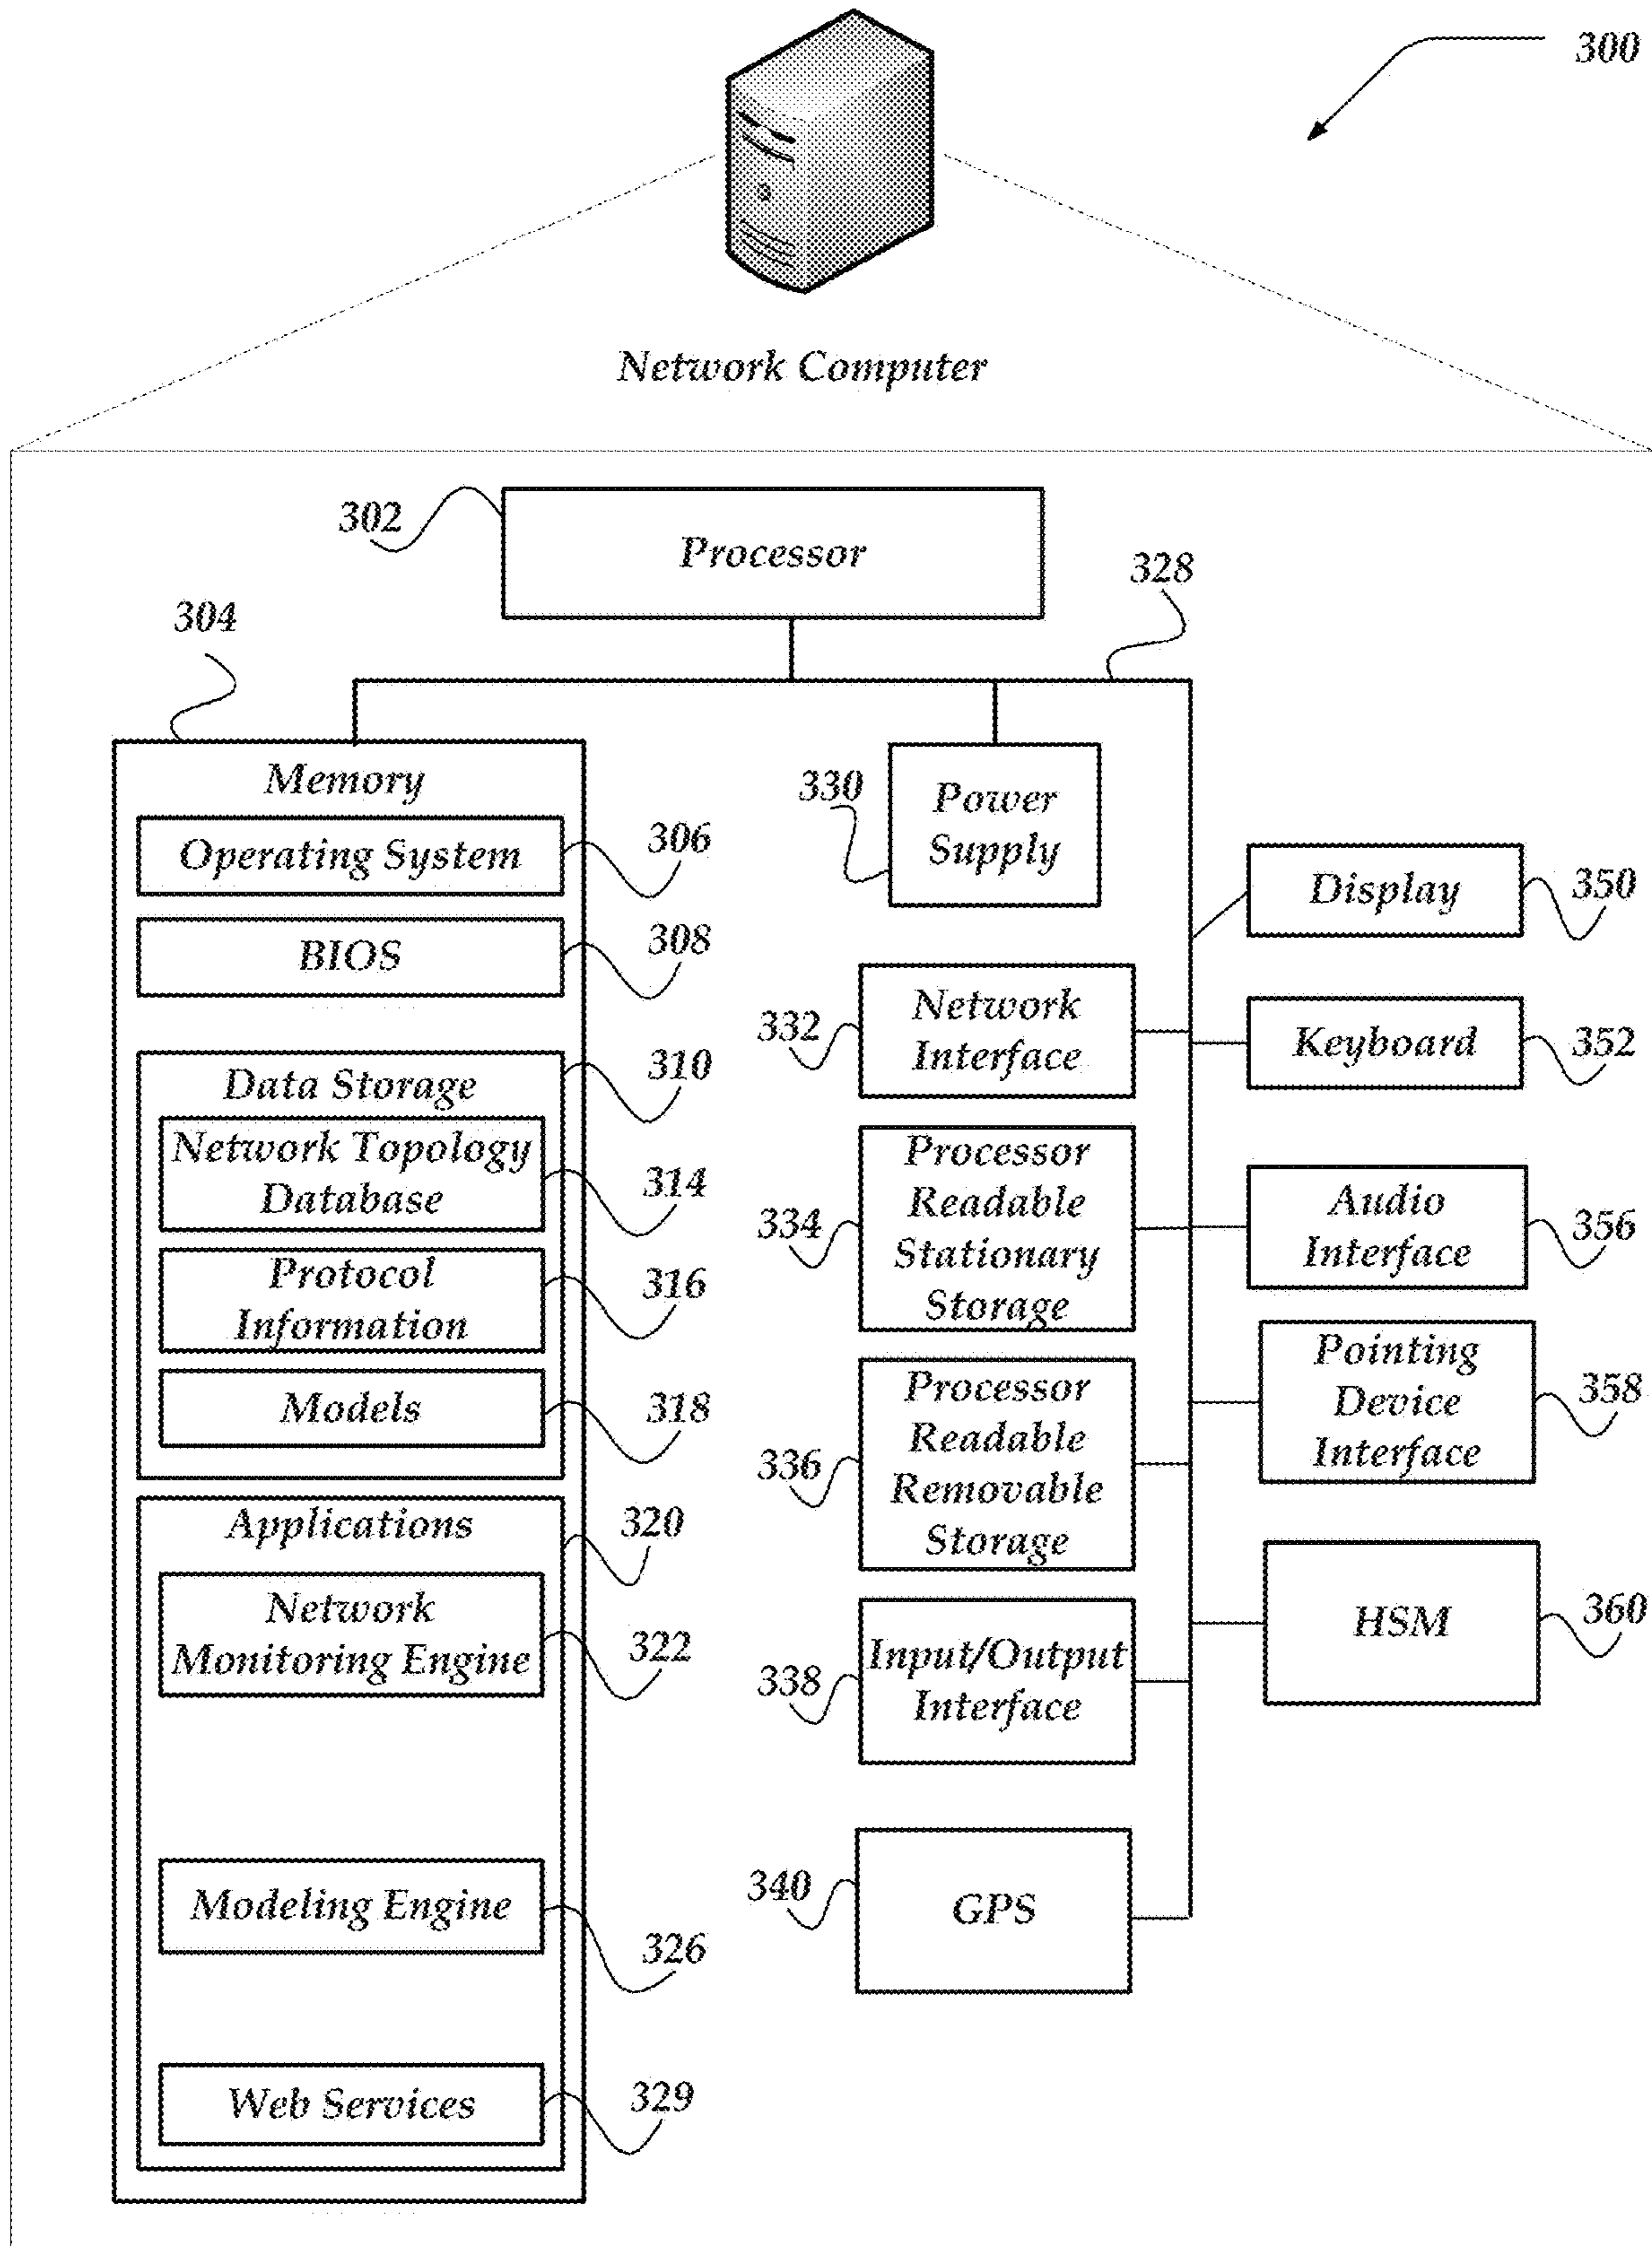 300
Network Computer
302
Processor
328
304
Memory
Operating System
306
BIOS
308
Data Storage
310
Network Topology
Database
314
Protocol
Information
316
Models
318
Applications
320
Network
Monitoring Engine
322
Modeling Engine
326
Web Services
329
330
Power
Supply
332
Network
Interface
334
Processor
Readable
Stationary
Storage
336
Processor
Readable
Removable
Storage
338
Input/Output
Interface
340
GPS
Display
350
Keyboard
352
Audio
Interface
356
Pointing
Device
Interface
358
HSM
360